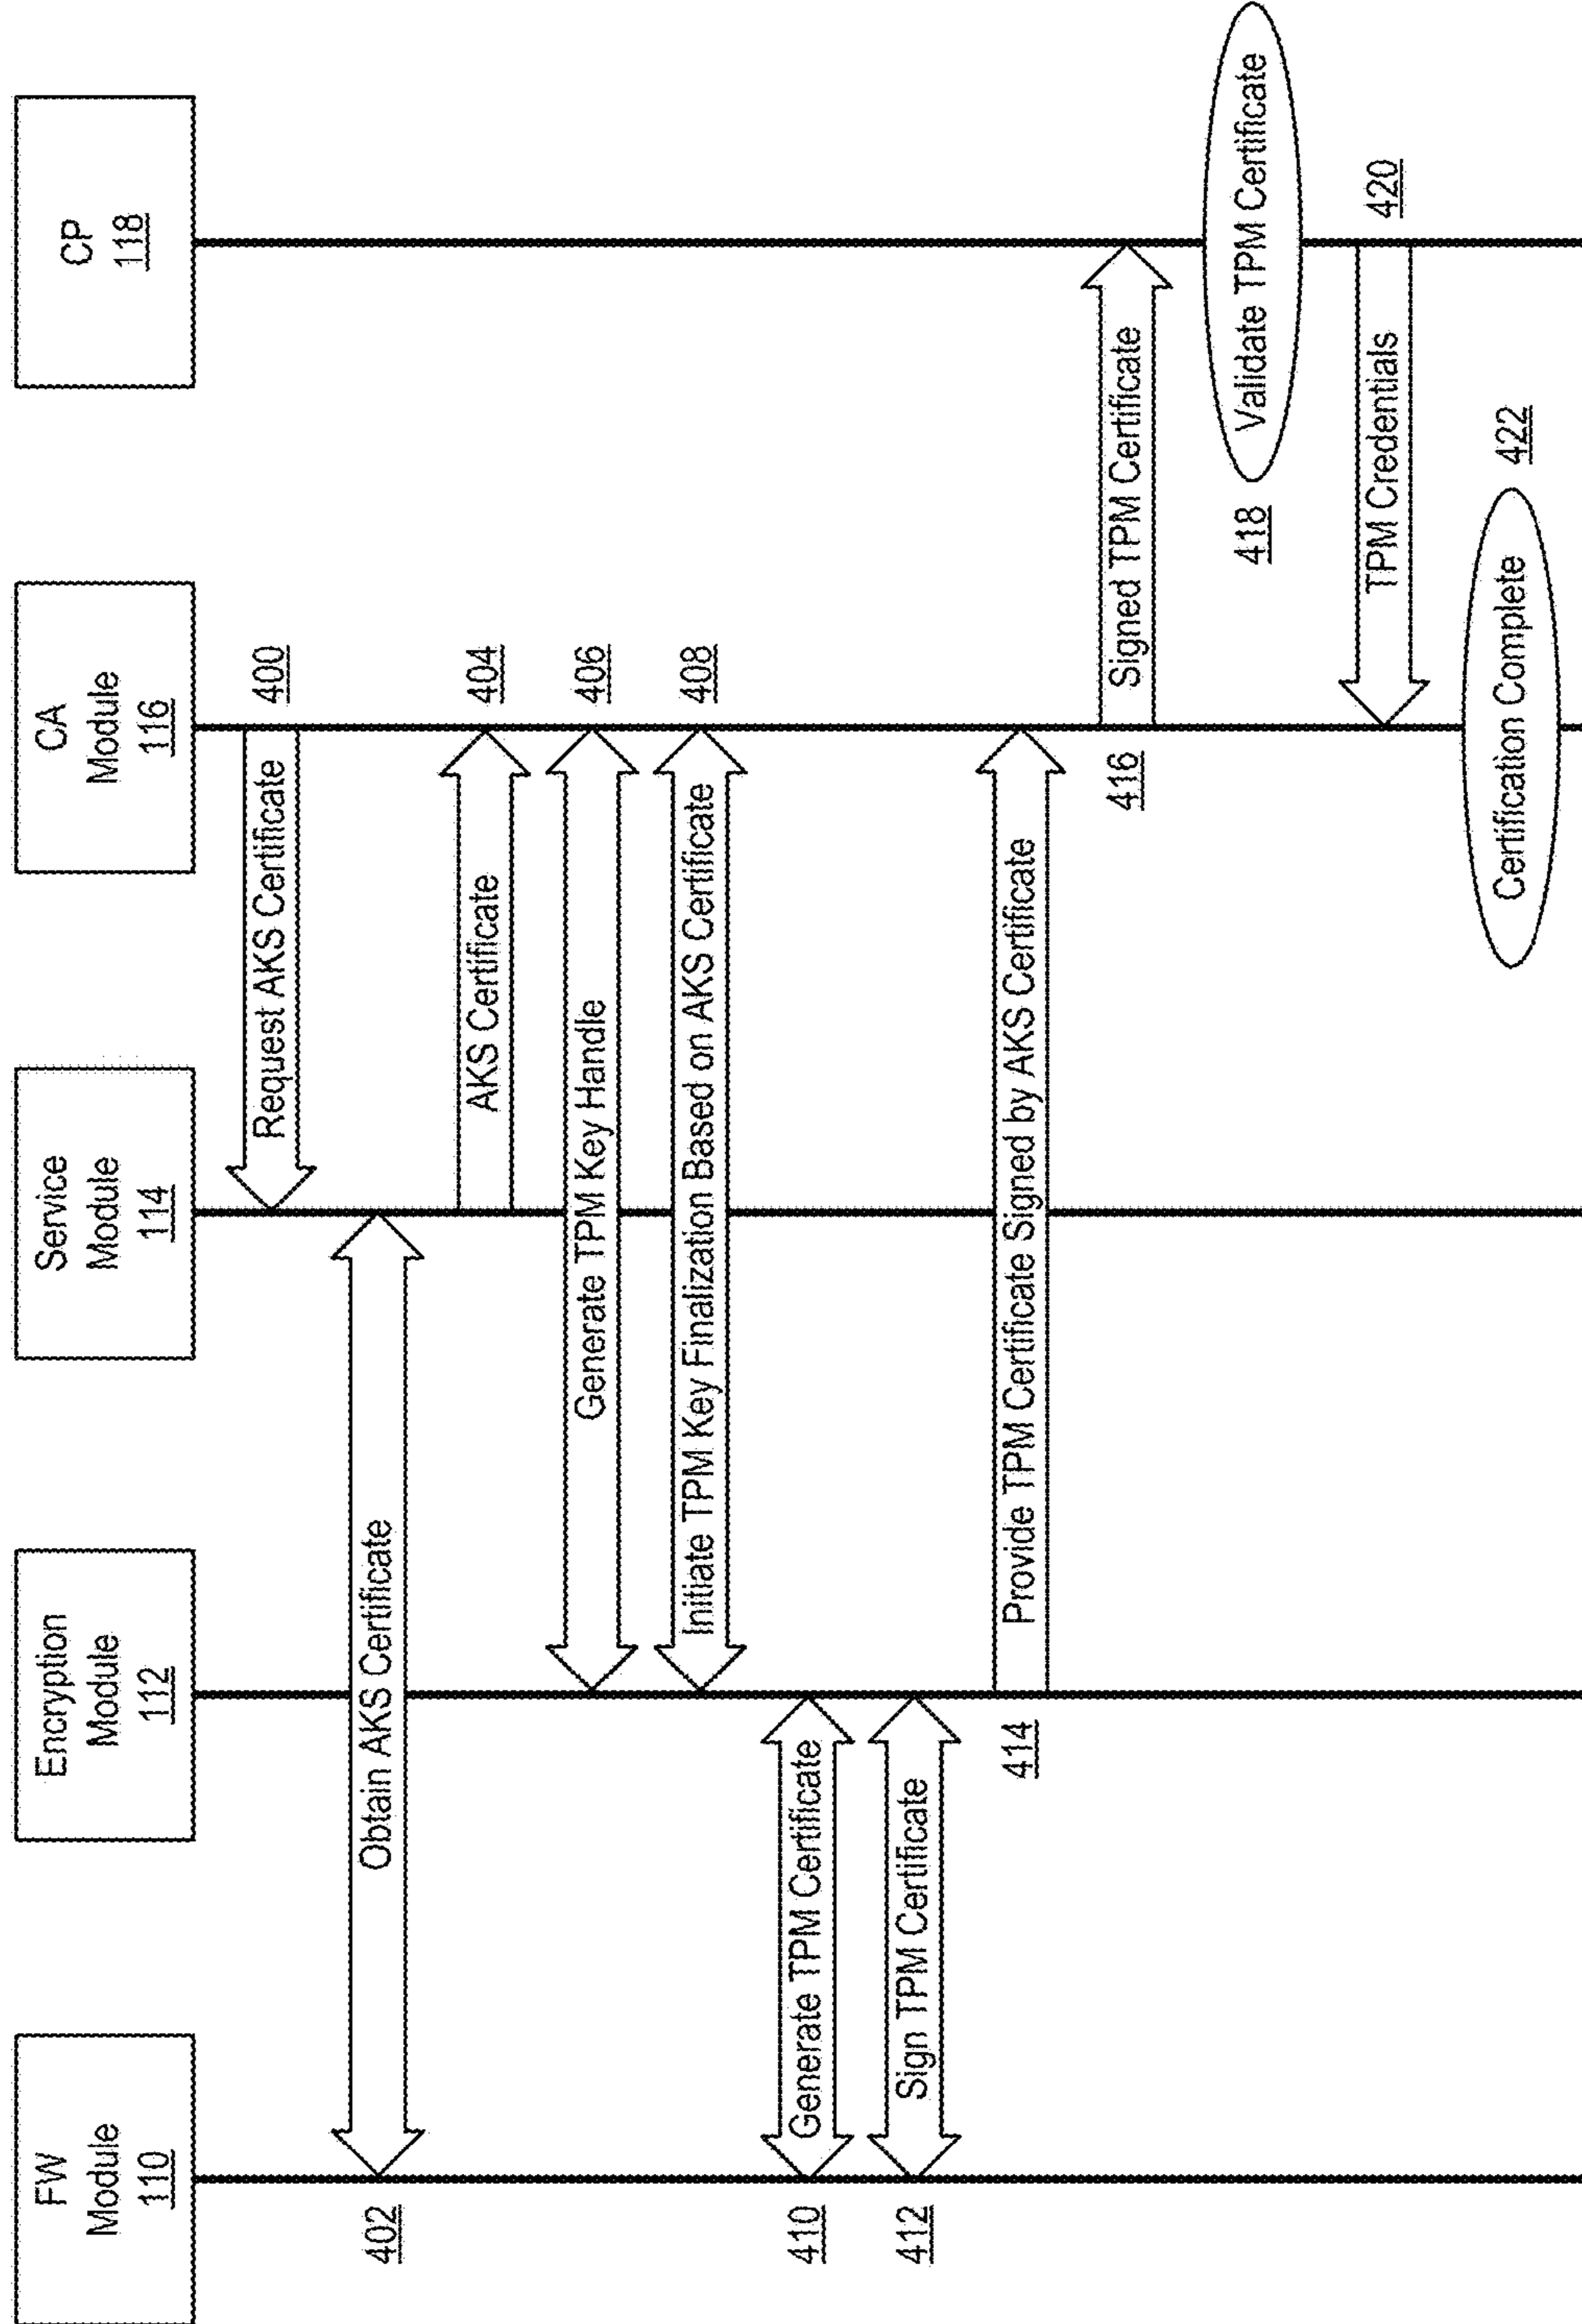 FW
Module
110
Encryption
Module
112
Service
Module
114
CA
Module
116
CP
118
Request AKS Certificate
400
402
Obtain AKS Certificate
AKS Certificate
404
Generate TPM Key Handle
406
Initiate TPM Key Finalization Based on AKS Certificate
408
410
Generate TPM Certificate
412
Sign TPM Certificate
414
Provide TPM Certificate Signed by AKS Certificate
416
Signed TPM Certificate
418
Validate TPM Certificate
TPM Credentials
420
Certification Complete
422